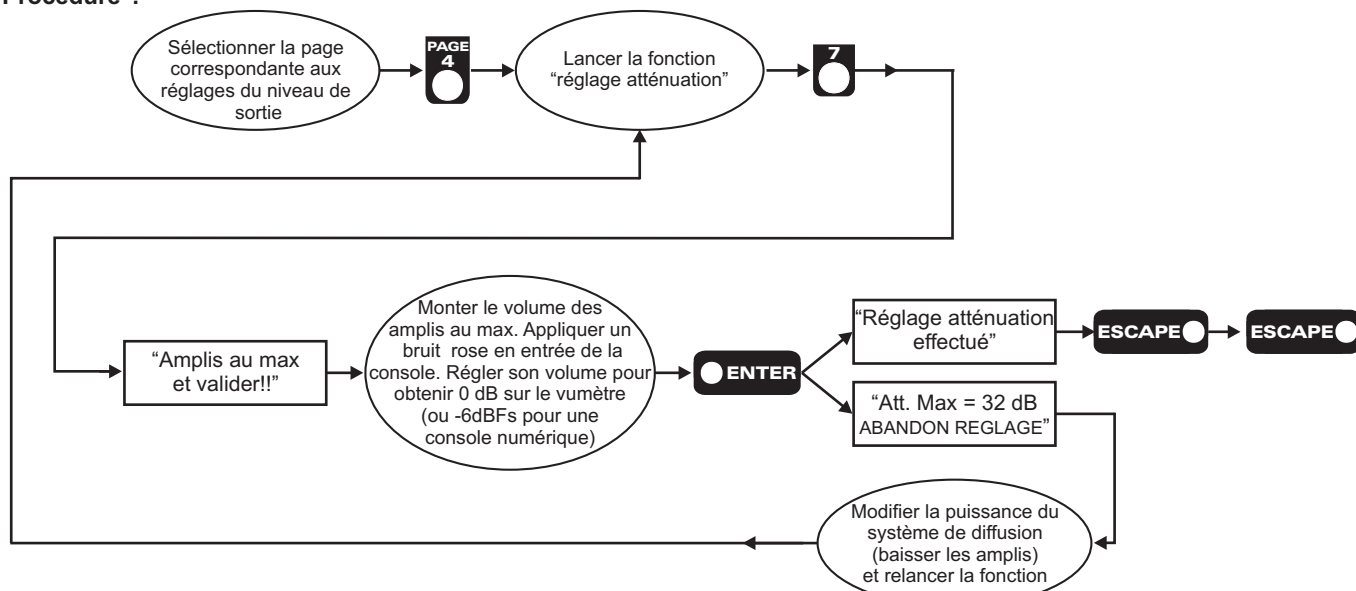 Procédure :
Sélectionner la page
correspondante aux
réglages du niveau de
sortie
PAGE
4
Lancer la fonction
“réglage atténuation”
7
“Amplis au max
et valider!!”
Monter le volume des
amplis au max. Appliquer un
bruit rose en entrée de la
console. Régler son volume pour
obtenir 0 dB sur le vumètre
(ou -6dBFs pour une
console numérique)
ENTER
“Réglage atténuation
effectué”
ESCAPE
ESCAPE
“Att. Max = 32 dB
ABANDON REGLAGE”
Modifier la puissance du
système de diffusion
(baisser les amplis)
et relancer la fonction